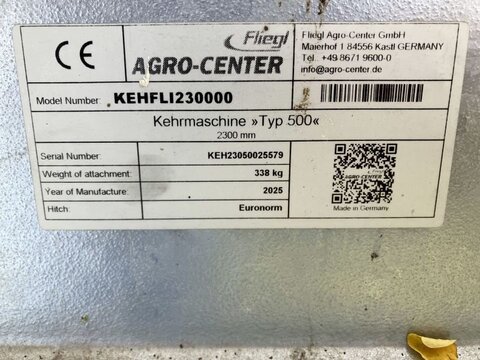 CE
Fliegl
AGRO-CENTER
Fliegl Agro-Center GmbH
Maierhof 1 84556 Kastl GERMANY
Tel. +49 8671 9600-0
info@agro-center.de
Model Number: KEHFLI230000
Kehrmaschine »Typ 500«
2300 mm
Serial Number: KEH23050025579
Weight of attachment: 338 kg
Year of Manufacture: 2025
Hitch: Euronorm
AGRO-CENTER
Made in Germany